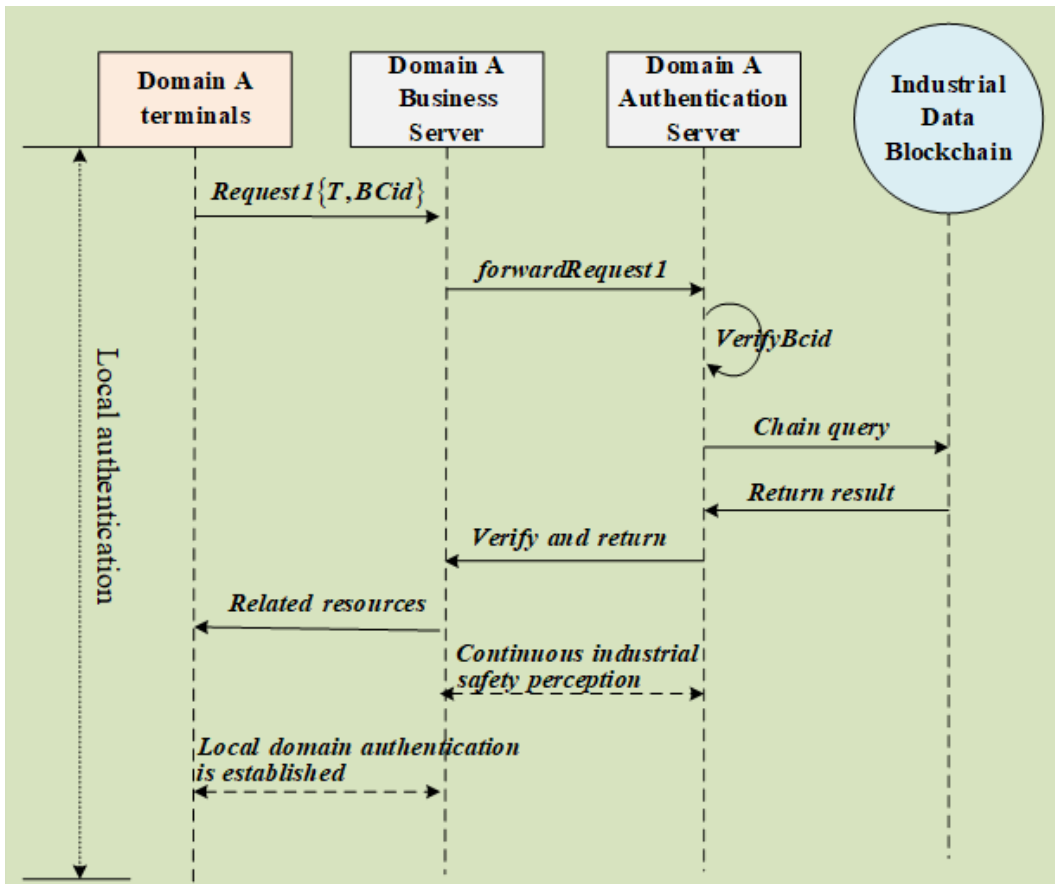 Domain A
terminals
Domain A
Business
Server
Domain A
Authentication
Server
Industrial
Data
Blockchain
Request1{T,BCid}
forwardRequest1
VerifyBcid
Chain query
Return result
Verify and return
Related resources
Continuous industrial
safety perception
Local domain authentication
is established
Local authentication